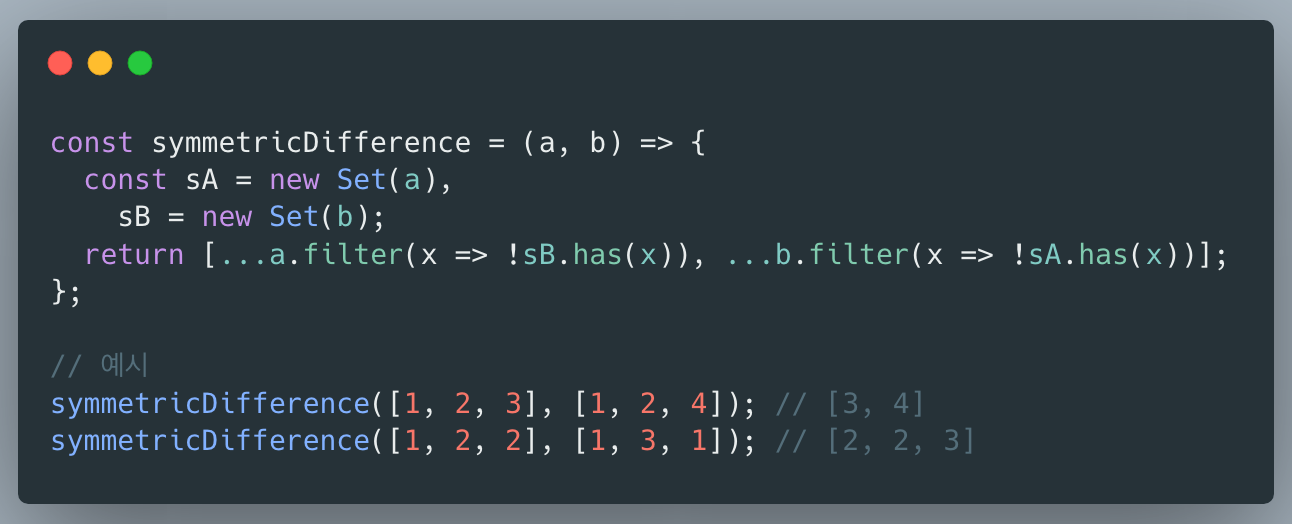 const symmetricDifference = (a, b) => {
  const sA = new Set(a),
    sB = new Set(b);
  return [...a.filter(x => !sB.has(x)), ...b.filter(x => !sA.has(x))];
};

// 예시
symmetricDifference([1, 2, 3], [1, 2, 4]); // [3, 4]
symmetricDifference([1, 2, 2], [1, 3, 1]); // [2, 2, 3]